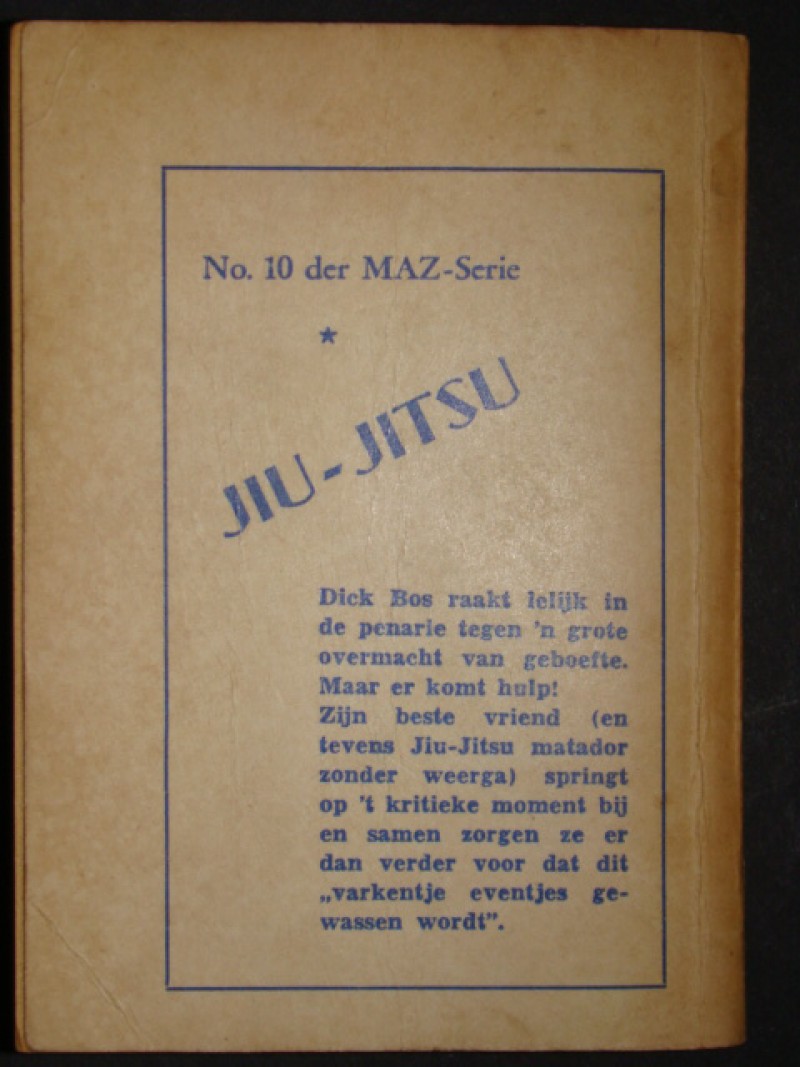 No. 10 der MAZ-Serie
★
JIU-JITSU
Dick Bos raakt lelijk in
de penarie tegen 'n grote
overmacht van geboefte.
Maar er komt hulp!
Zijn beste vriend (en
tevens Jiu-Jitsu matador
zonder weerga) springt
op 't kritieke moment bij
en samen zorgen ze er
dan verder voor dat dit
„varkentje eventjes ge-
wassen wordt”.